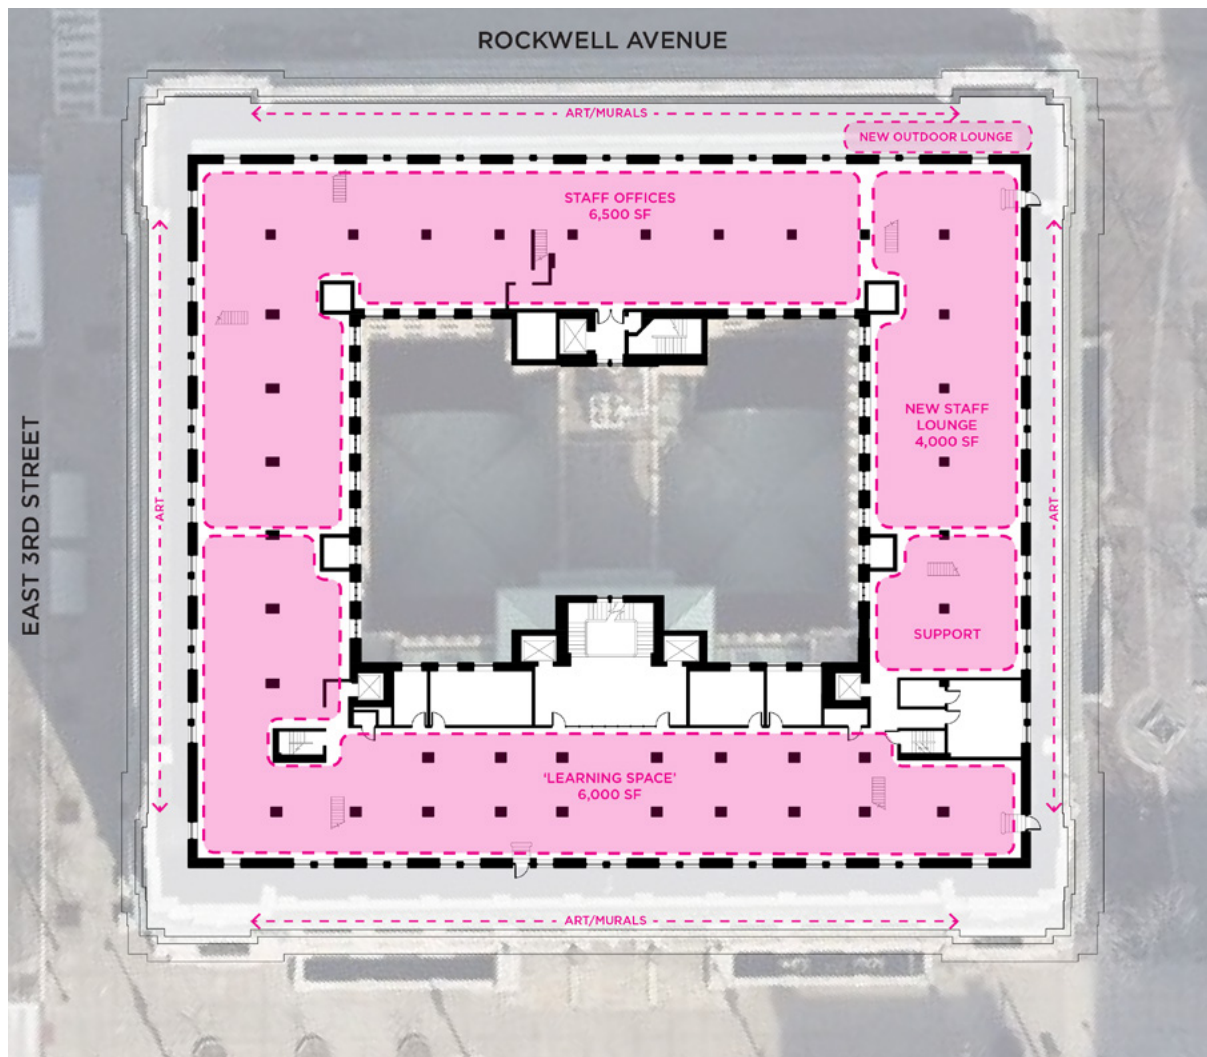 ROCKWELL AVENUE
ART/MURALS
NEW OUTDOOR LOUNGE
STAFF OFFICES
6,500 SF
NEW STAFF
LOUNGE
4,000 SF
EAST 3RD STREET
ART
ART
SUPPORT
'LEARNING SPACE'
6,000 SF
ART/MURALS